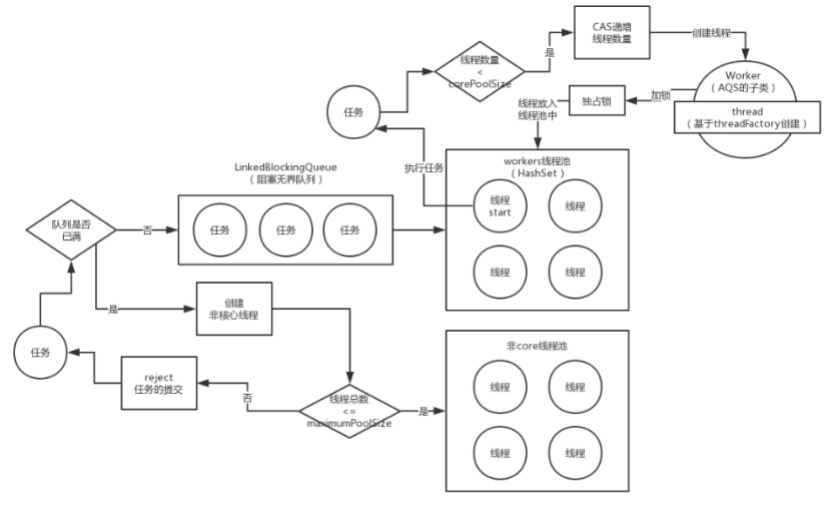 CAS递增
线程数量
创建线程
线程数量
<
corePoolSize
是
Worker
（AQS的子类）
thread
（基于threadFactory创建）
加锁
独占锁
线程放入
线程池中
任务
执行任务
workers线程池
（HashSet）
线程
start
线程
线程
线程
LinkedBlockingQueue
（阻塞无界队列）
任务
任务
任务
队列是否
已满
否
是
创建
非核心线程
任务
reject
任务的提交
否
线程总数
<=
maximumPoolSize
是
非core线程池
线程
线程
线程
线程